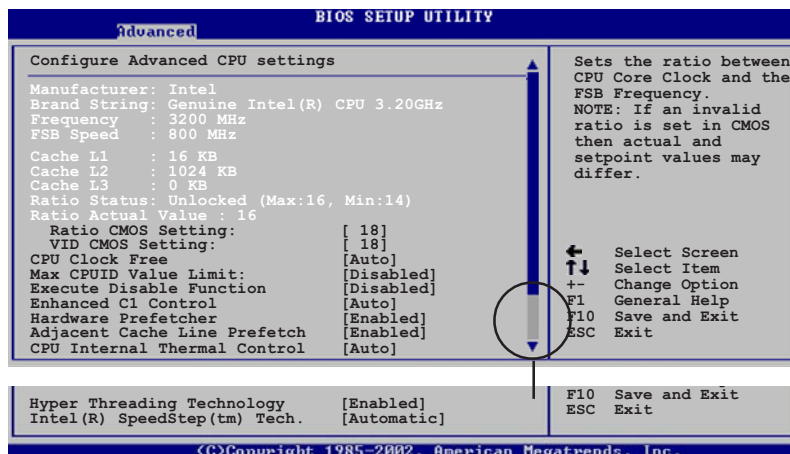 BIOS SETUP UTILITY
Advanced
Configure Advanced CPU settings
Manufacturer: Intel
Brand String: Genuine Intel(R) CPU 3.20GHz
Frequency : 3200 MHz
FSB Speed : 800 MHz
Cache L1 : 16 KB
Cache L2 : 1024 KB
Cache L3 : 0 KB
Ratio Status: Unlocked (Max:16, Min:14)
Ratio Actual Value : 16
Ratio CMOS Setting: [ 18]
VID CMOS Setting: [ 18]
CPU Clock Free [Auto]
Max CPUID Value Limit: [Disabled]
Execute Disable Function [Disabled]
Enhanced C1 Control [Auto]
Hardware Prefetcher [Enabled]
Adjacent Cache Line Prefetch [Enabled]
CPU Internal Thermal Control [Auto]
Sets the ratio between
CPU Core Clock and the
FSB Frequency.
NOTE: If an invalid
ratio is set in CMOS
then actual and
setpoint values may
differ.
Select Screen
Select Item
+- Change Option
F1 General Help
F10 Save and Exit
ESC Exit
Hyper Threading Technology [Enabled]
Intel(R) SpeedStep(tm) Tech. [Automatic]
F10 Save and Exit
ESC Exit
(C)Copyright 1985-2002, American Megatrends, Inc.